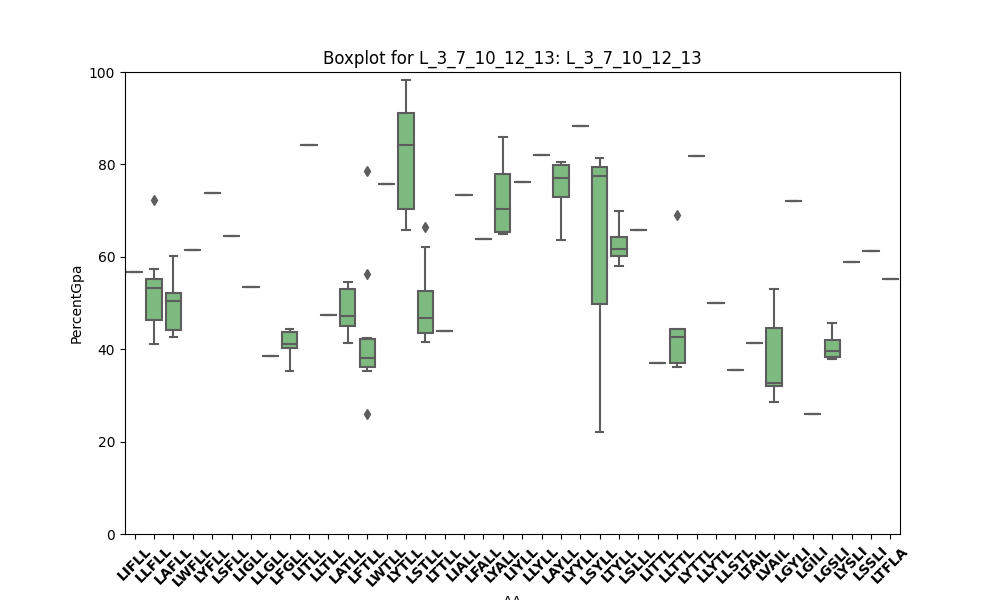 Boxplot for L_3_7_10_12_13: L_3_7_10_12_13
PercentGpa
100
80
60
40
20
0
LIFLL
LLFLL
LAFLL
LWFLL
LYFLL
LSFLL
LIGLL
LLGLL
LFGLL
LITLL
LLTLL
LATLL
LFTLL
LWTLL
LYTLL
LSTLL
LTTLL
LIALL
LFALL
LYALL
LIYLL
LLYLL
LAYLL
LYYLL
LSYLL
LTYLL
LSLLL
LITTL
LLTTL
LYTTL
LLYTL
LLSTL
LTAIL
LVAIL
LGYLI
LGILI
LGSLI
LYSLI
LSSLI
LTFLA
AA